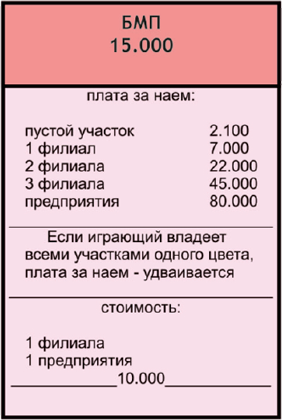 БМП
15.000
плата за наем:
пустой участок 2.100
1 филиал 7.000
2 филиала 22.000
3 филиала 45.000
предприятия 80.000
Если играющий владеет
всеми участками одного цвета,
плата за наем - удваивается
стоимость:
1 филиала
1 предприятия
10.000